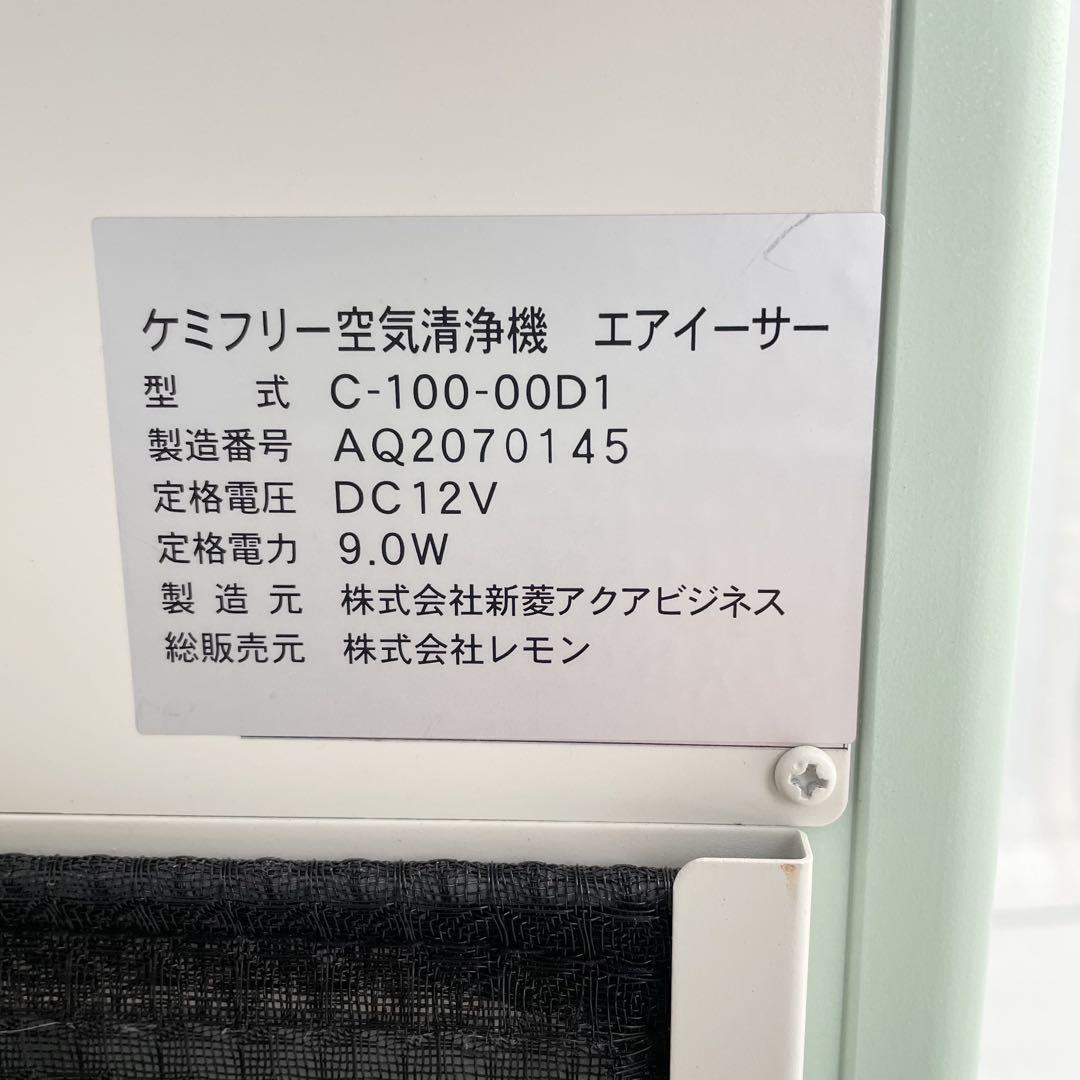 ケミフリー空気清浄機　エアイーサー
型　式　C-100-00D1
製造番号　AQ2070145
定格電圧　DC12V
定格電力　9.0W
製造元　株式会社新菱アクアビジネス
総販売元　株式会社レモン